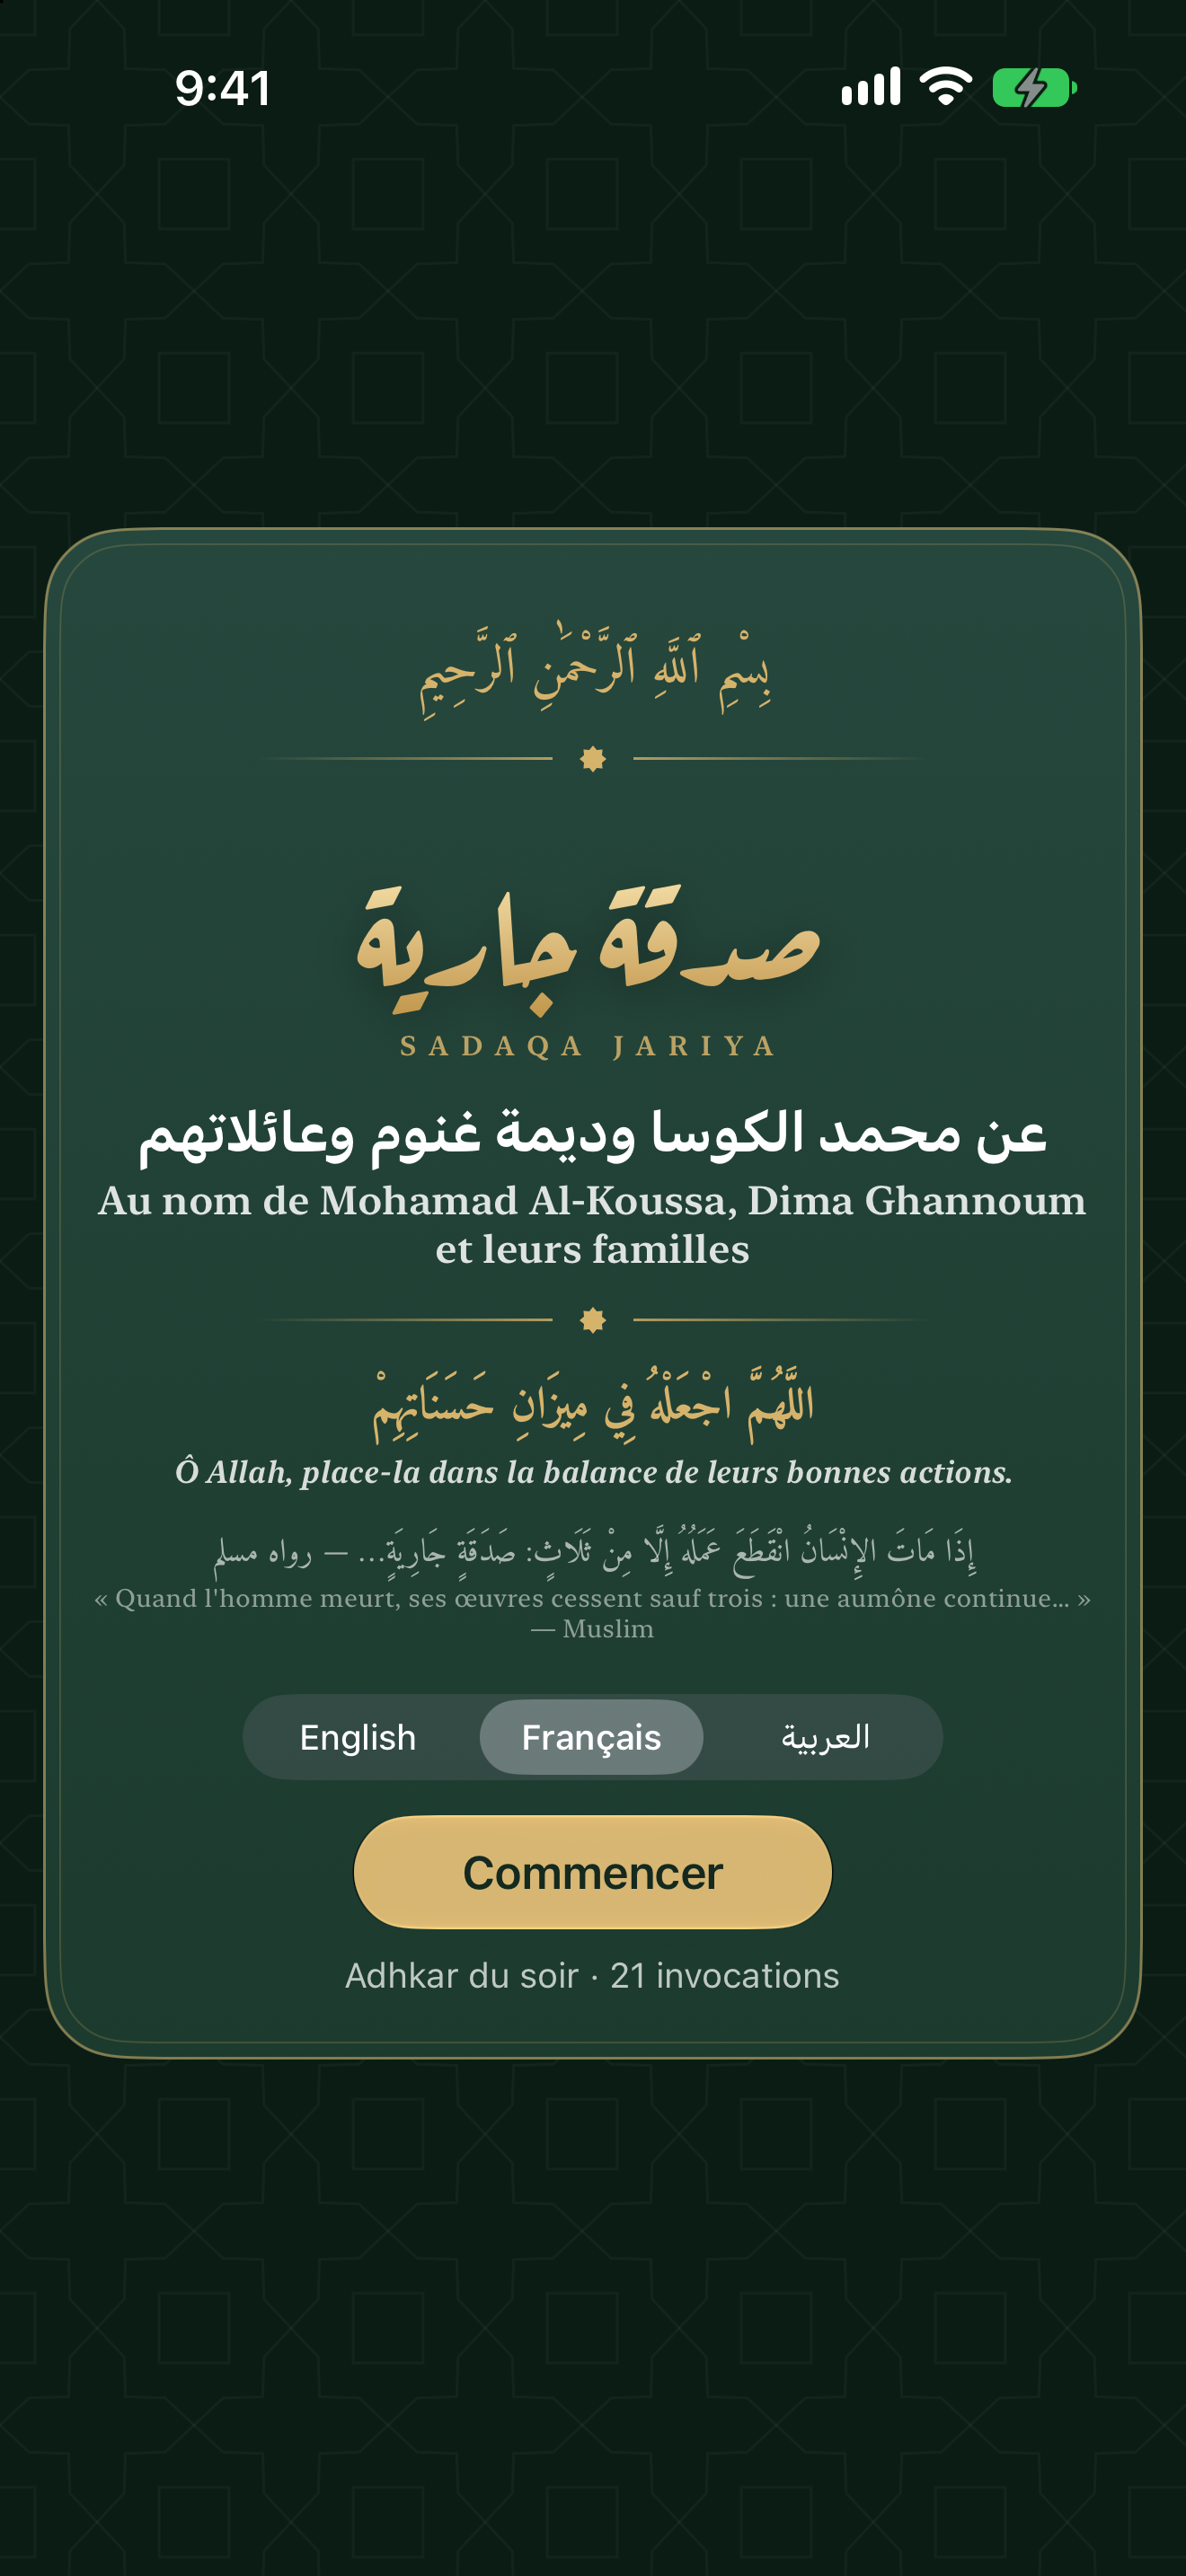 9:41
بِسْمِ ٱللَّهِ ٱلرَّحْمَٰنِ ٱلرَّحِيمِ
صدقة جارية
SADAQA JARIYA
عن محمد الكوسا وديمة غنوم وعائلاتهم
Au nom de Mohamad Al-Koussa, Dima Ghannoum
et leurs familles
اللَّهُمَّ اجْعَلْهُ فِي مِيزَانِ حَسَنَاتِهِمْ
Ô Allah, place-la dans la balance de leurs bonnes actions.
إِذَا مَاتَ الإِنْسَانُ انْقَطَعَ عَمَلُهُ إِلَّا مِنْ ثَلَاثٍ: صَدَقَةٍ جَارِيَةٍ... — رواه مسلم
« Quand l'homme meurt, ses œuvres cessent sauf trois : une aumône continue... »
— Muslim
English Français العربية
Commencer
Adhkar du soir · 21 invocations